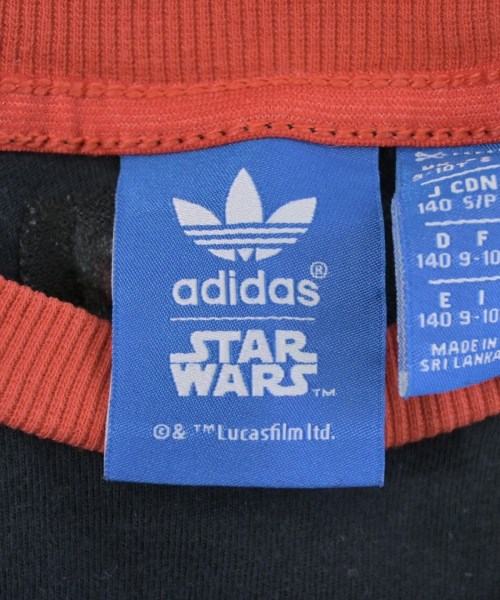 adidas®
STAR
WARS™
©& ™Lucasfilm Ltd.
J CDN
140 S/P
D F
140 9-10
E I
140 9-10
MADE IN
SRI LANKA